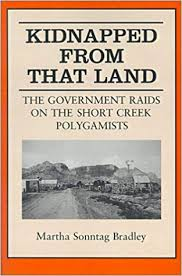 KIDNAPPED
FROM
THAT LAND
THE GOVERNMENT RAIDS
ON THE SHORT CREEK
POLYGAMISTS
Martha Sonntag Bradley